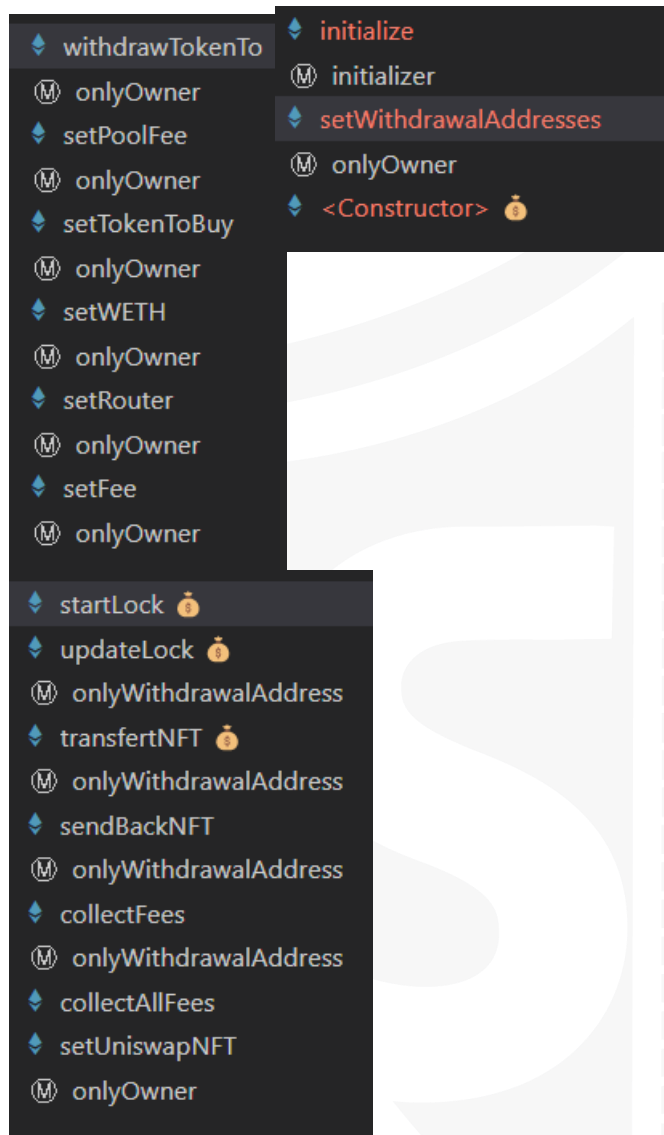 withdrawTokenTo
M onlyOwner
setPoolFee
M onlyOwner
setTokenToBuy
M onlyOwner
setWETH
M onlyOwner
setRouter
M onlyOwner
setFee
M onlyOwner
initialize
M initializer
setWithdrawalAddresses
M onlyOwner
<Constructor> $
startLock $
updateLock $
M onlyWithdrawalAddress
transfertNFT $
M onlyWithdrawalAddress
sendBackNFT
M onlyWithdrawalAddress
collectFees
M onlyWithdrawalAddress
collectAllFees
setUniswapNFT
M onlyOwner